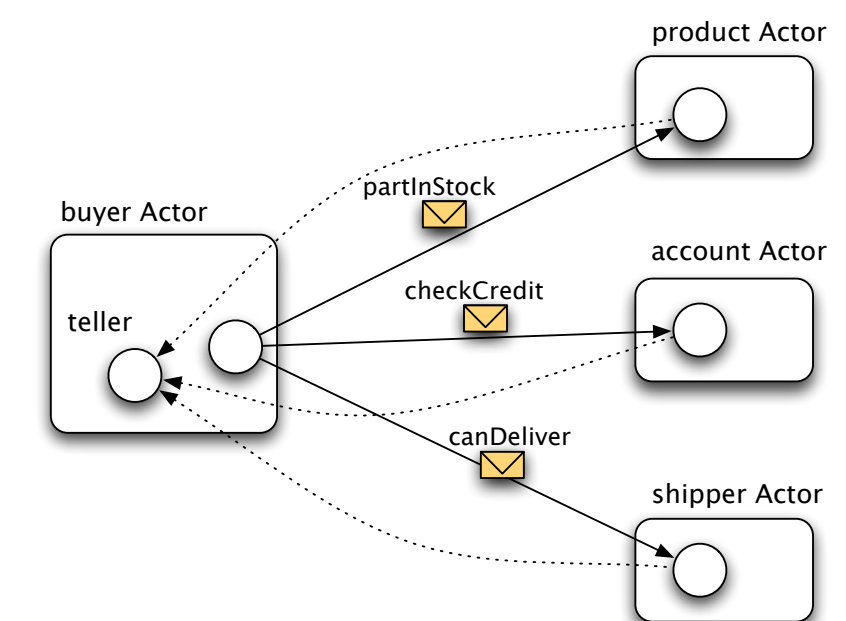 product Actor
partInStock
buyer Actor
account Actor
checkCredit
teller
canDeliver
shipper Actor